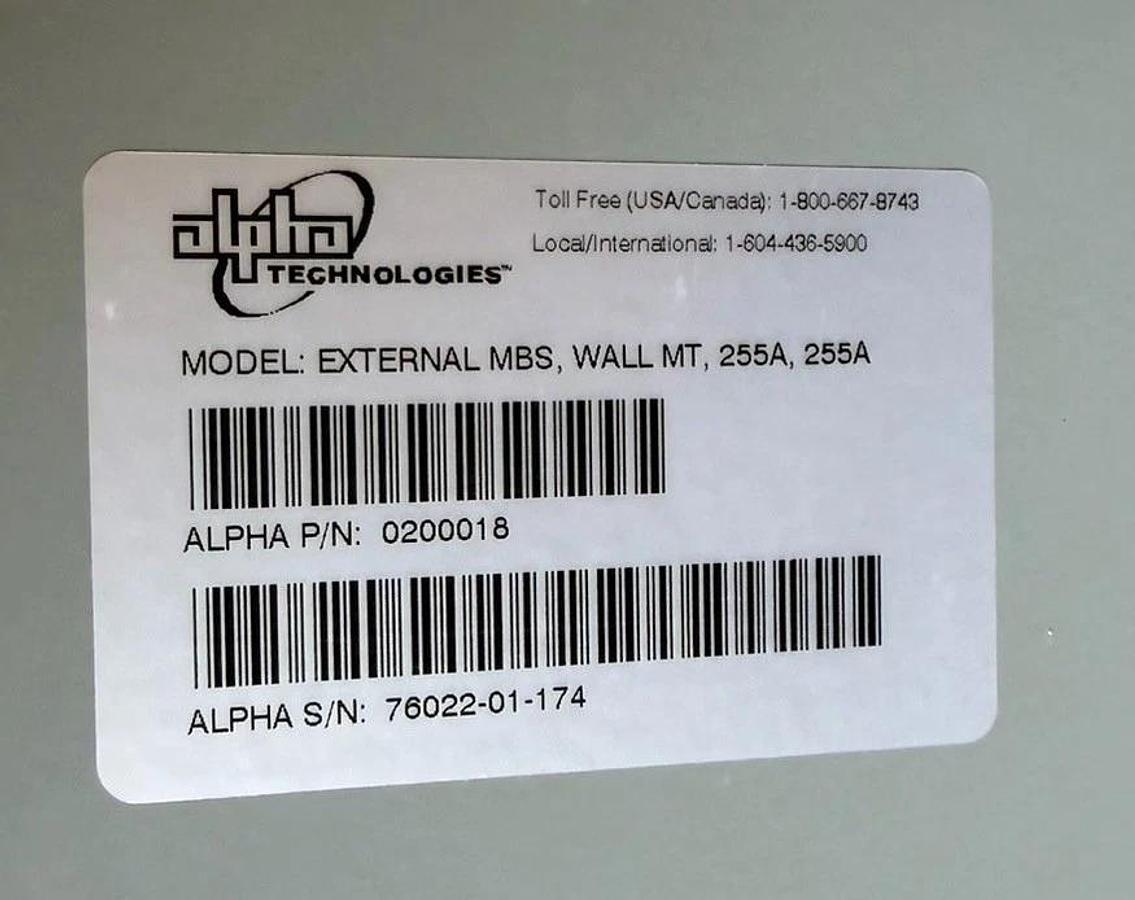 alpha
TECHNOLOGIES™
Toll Free (USA/Canada): 1-800-667-8743
Local/International: 1-604-436-5900
MODEL: EXTERNAL MBS, WALL MT, 255A, 255A
ALPHA P/N: 0200018
ALPHA S/N: 76022-01-174